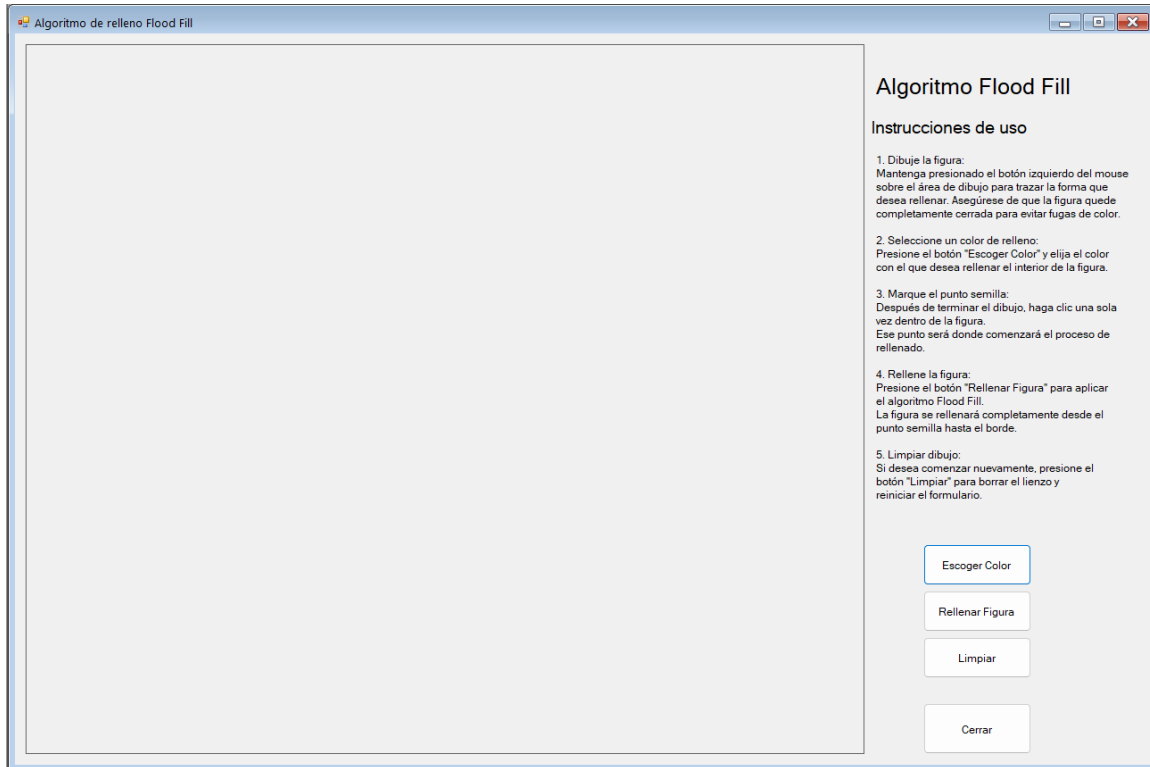 Algoritmo de relleno Flood Fill
Algoritmo Flood Fill
Instrucciones de uso
1. Dibuje la figura:
Mantenga presionado el botón izquierdo del mouse
sobre el área de dibujo para trazar la forma que
desea rellenar. Asegúrese de que la figura quede
completamente cerrada para evitar fugas de color.
2. Seleccione un color de relleno:
Presione el botón "Escoger Color" y elija el color
con el que desea rellenar el interior de la figura.
3. Marque el punto semilla:
Después de terminar el dibujo, haga clic una sola
vez dentro de la figura.
Ese punto será donde comenzará el proceso de
rellenado.
4. Rellene la figura:
Presione el botón "Rellenar Figura" para aplicar
el algoritmo Flood Fill.
La figura se rellenará completamente desde el
punto semilla hasta el borde.
5. Limpiar dibujo:
Si desea comenzar nuevamente, presione el
botón "Limpiar" para borrar el lienzo y
reiniciar el formulario.
Escoger Color
Rellenar Figura
Limpiar
Cerrar